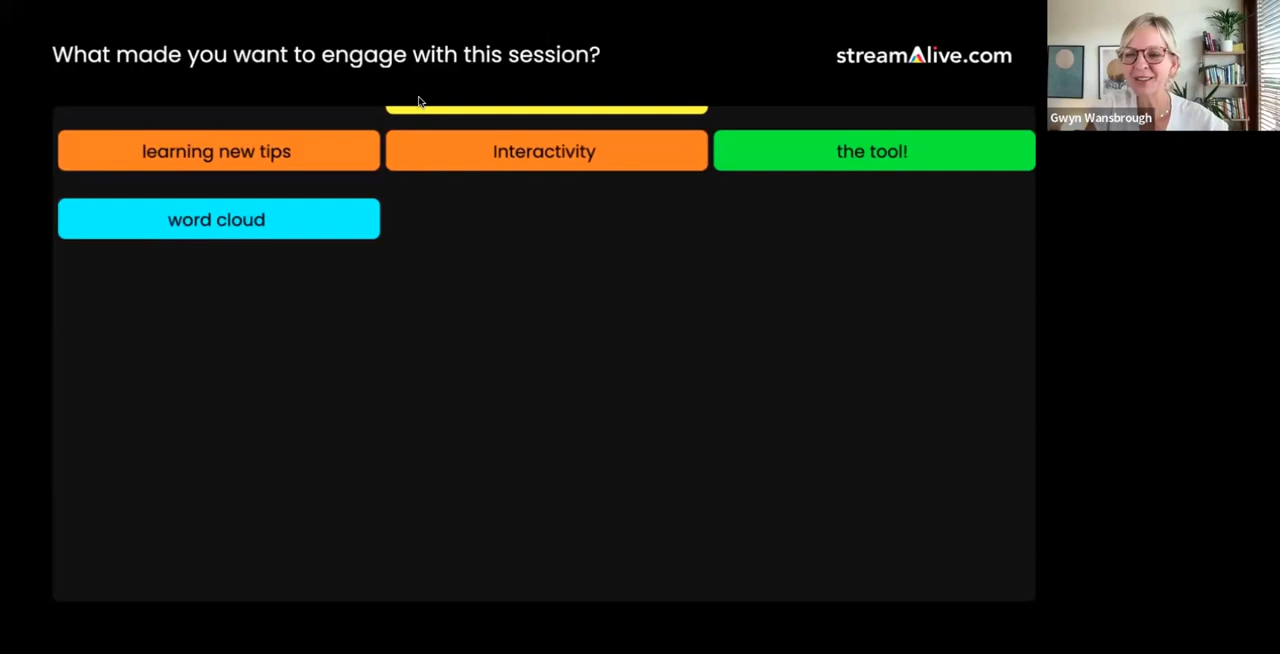 What made you want to engage with this session?
streamAlive.com
Gwyn Wansbrough
learning new tips
Interactivity
the tool!
word cloud